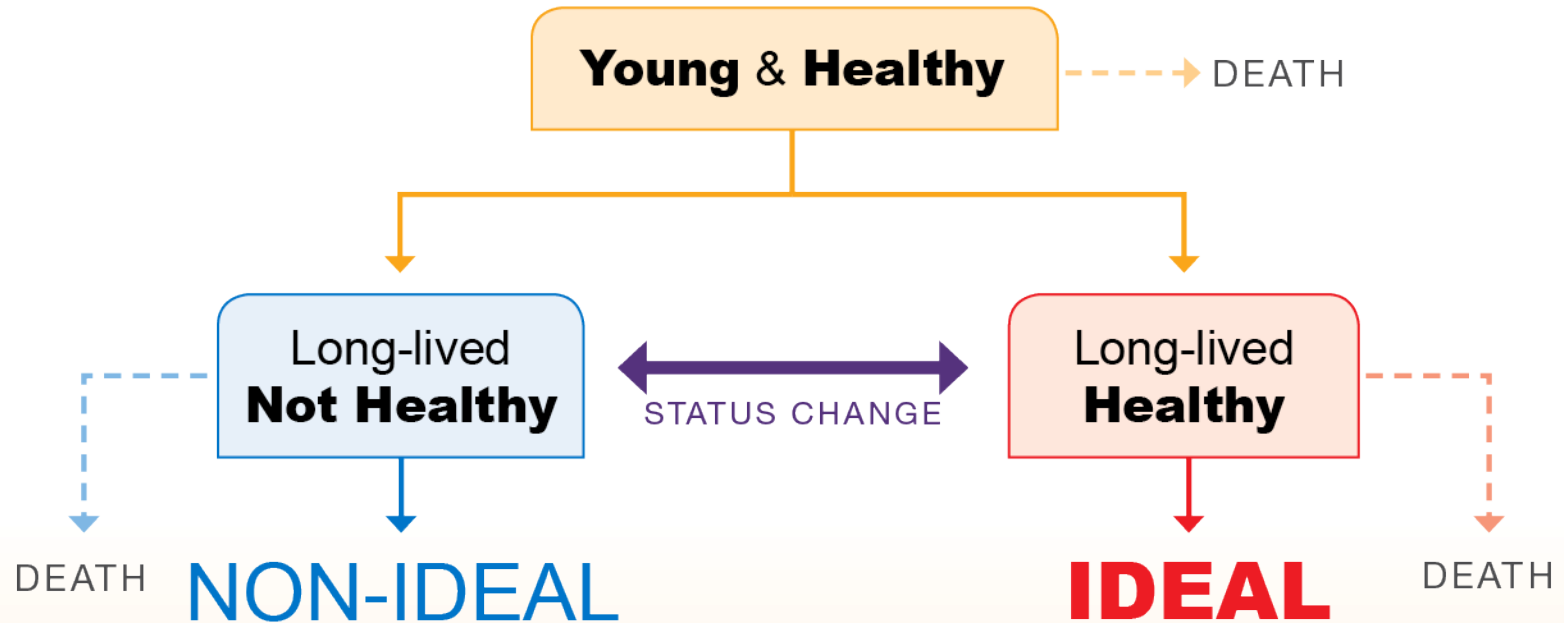 Young & Healthy
DEATH
Long-lived
Not Healthy
STATUS CHANGE
Long-lived
Healthy
DEATH
NON-IDEAL
IDEAL
DEATH